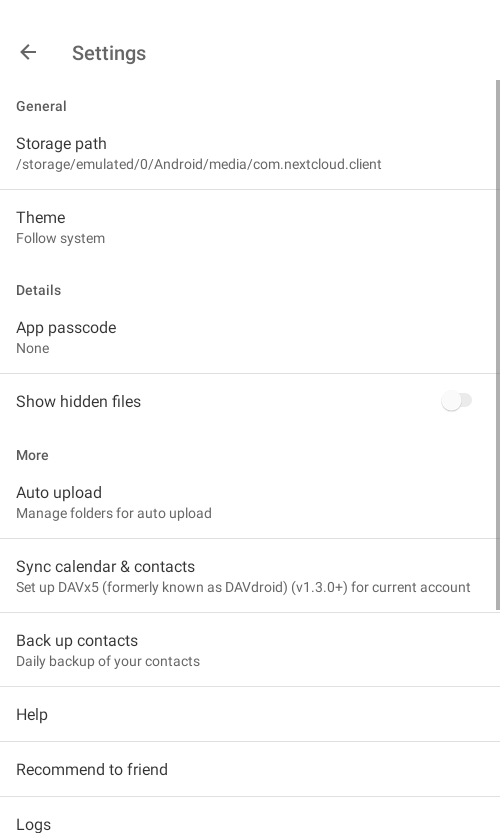 Settings
General
Storage path
/storage/emulated/0/Android/media/com.nextcloud.client
Theme
Follow system
Details
App passcode
None
Show hidden files
More
Auto upload
Manage folders for auto upload
Sync calendar & contacts
Set up DAVx5 (formerly known as DAVdroid) (v1.3.0+) for current account
Back up contacts
Daily backup of your contacts
Help
Recommend to friend
Logs